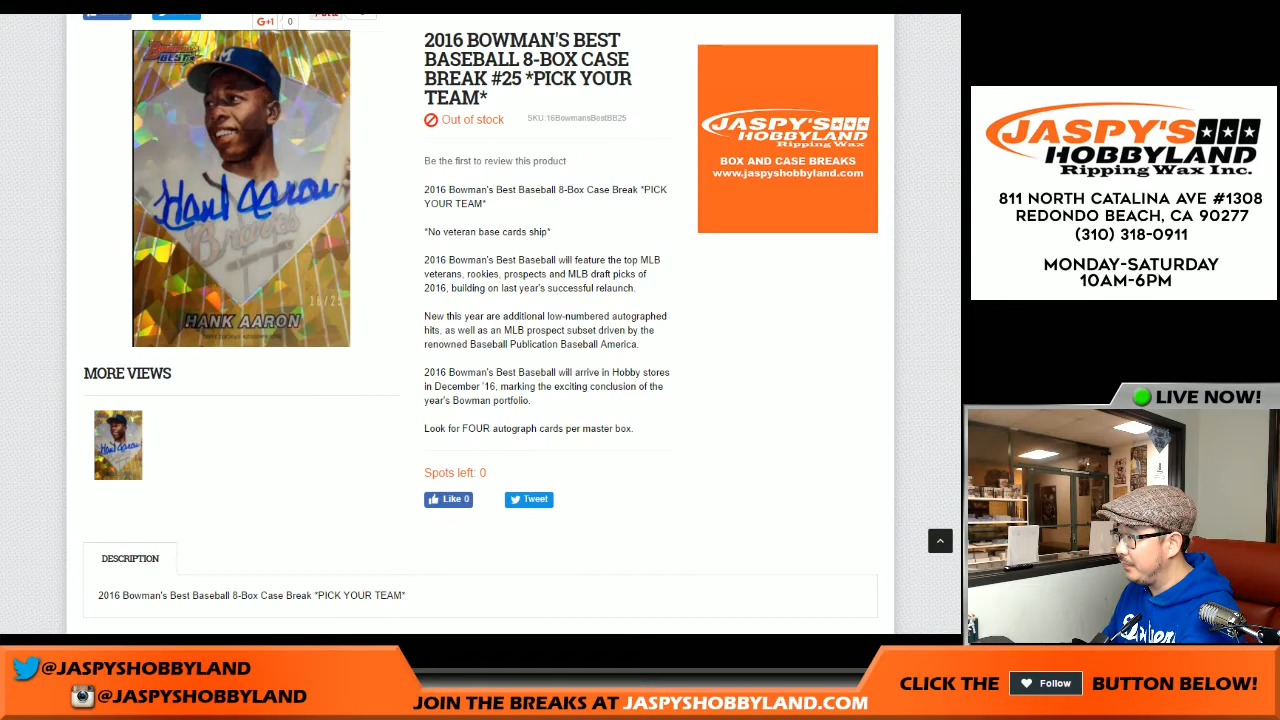 G+1 0
Bowman's
BEST
M
Hank Aaron
Braves
16/25
HANK AARON
2016 BOWMAN'S BEST
BASEBALL 8-BOX CASE
BREAK #25 *PICK YOUR
TEAM*
Out of stock SKU:16BowmansBestBB25
Be the first to review this product
2016 Bowman's Best Baseball 8-Box Case Break *PICK
YOUR TEAM*
*No veteran base cards ship*
2016 Bowman's Best Baseball will feature the top MLB
veterans, rookies, prospects and MLB draft picks of
2016, building on last year's successful relaunch.
New this year are additional low-numbered autographed
hits, as well as an MLB prospect subset driven by the
renowned Baseball Publication Baseball America.
2016 Bowman's Best Baseball will arrive in Hobby stores
in December '16, marking the exciting conclusion of the
year's Bowman portfolio.
Look for FOUR autograph cards per master box.
Spots left: 0
Like 0 Tweet
MORE VIEWS
DESCRIPTION
2016 Bowman's Best Baseball 8-Box Case Break *PICK YOUR TEAM*
JASPY'S
HOBBYLAND
Ripping Wax
BOX AND CASE BREAKS
www.jaspyshobbyland.com
JASPY'S
HOBBYLAND
Ripping Wax Inc.
811 NORTH CATALINA AVE #1308
REDONDO BEACH, CA 90277
(310) 318-0911
MONDAY-SATURDAY
10AM-6PM
LIVE NOW!
@JASPYSHOBBYLAND
@JASPYSHOBBYLAND
JOIN THE BREAKS AT JASPYSHOBBYLAND.COM
CLICK THE Follow BUTTON BELOW!